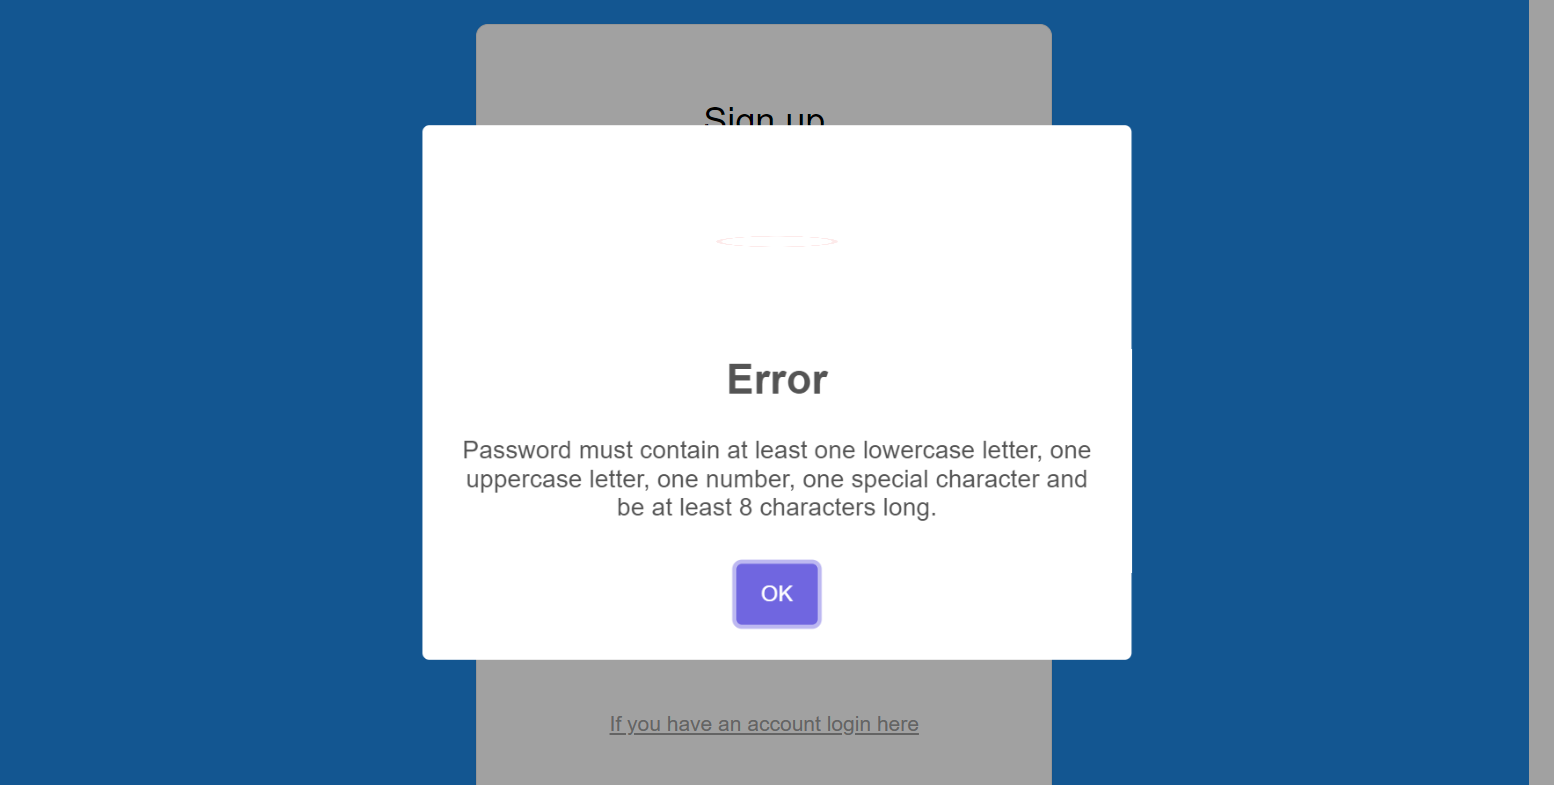 Sign up
Error
Password must contain at least one lowercase letter, one
uppercase letter, one number, one special character and
be at least 8 characters long.
OK
If you have an account login here